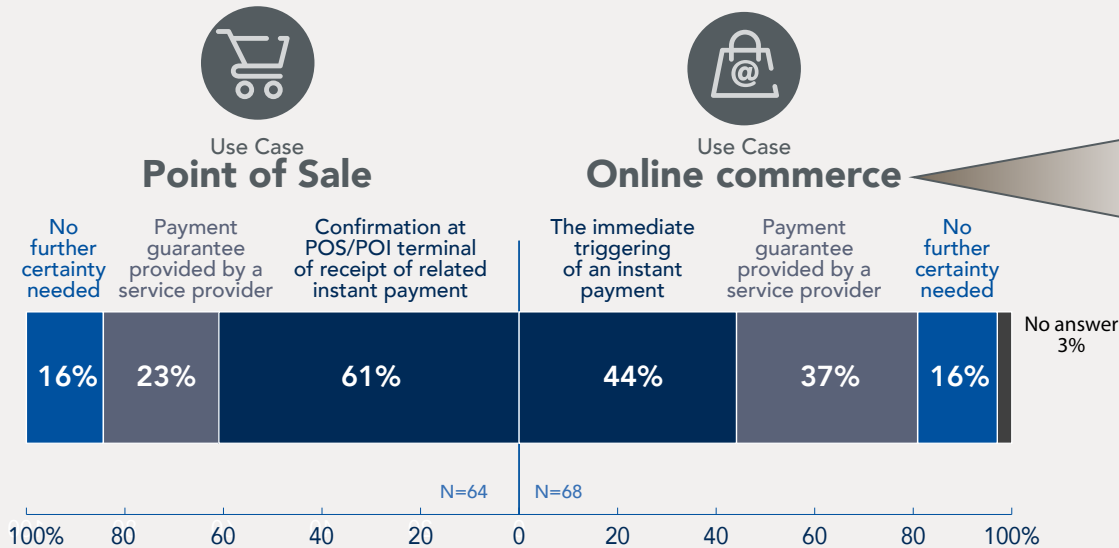 @
Use Case
Point of Sale
Use Case
Online commerce
No
further
certainty
needed
Payment
guarantee
provided by a
service provider
Confirmation at
POS/POI terminal
of receipt of related
instant payment
The immediate
triggering
of an instant
payment
Payment
guarantee
provided by a
service provider
No
further
certainty
needed
No answer
3%
16%
23%
61%
44%
37%
16%
N=64
N=68
100%
80
60
40
20
0
20
40
60
80
100%